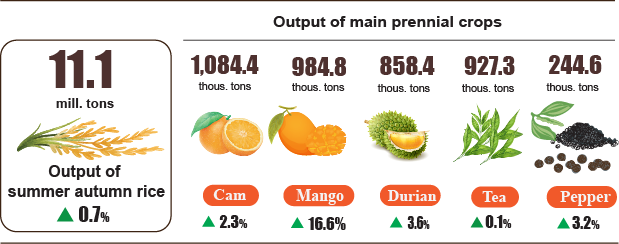 Output of main prennial crops
11.1
mill. tons
Output of
summer autumn rice
0.7%
1,084.4 984.8 858.4 927.3 244.6
thous. tons thous. tons thous. tons thous. tons thous. tons
Cam Mango Durian Tea Pepper
2.3% 16.6% 3.6% 0.1% 3.2%